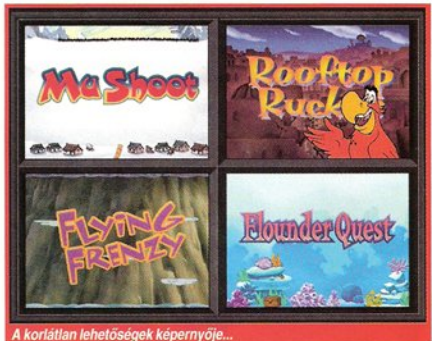 Mu Shoot
Rooftop
Ruckus
FLYiNG
FRENZY
Flounder Quest
A korlátlan lehetőségek képernyője...